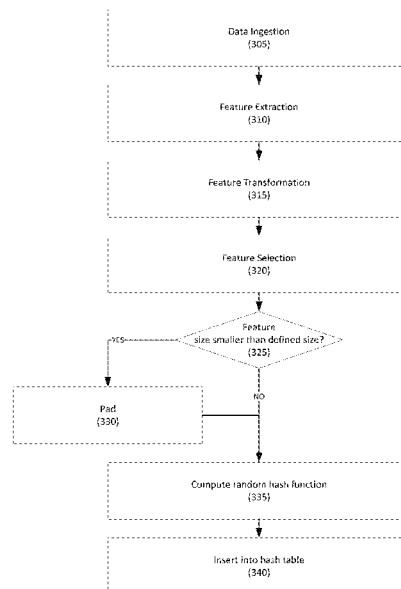 Data Ingestion
(305)
Feature Extraction
(310)
Feature Transformation
(315)
Feature Selection
(320)
Feature
size smaller than defined size?
(325)
YES
NO
Pad
(330)
Compute random hash function
(335)
Insert into hash table
(340)